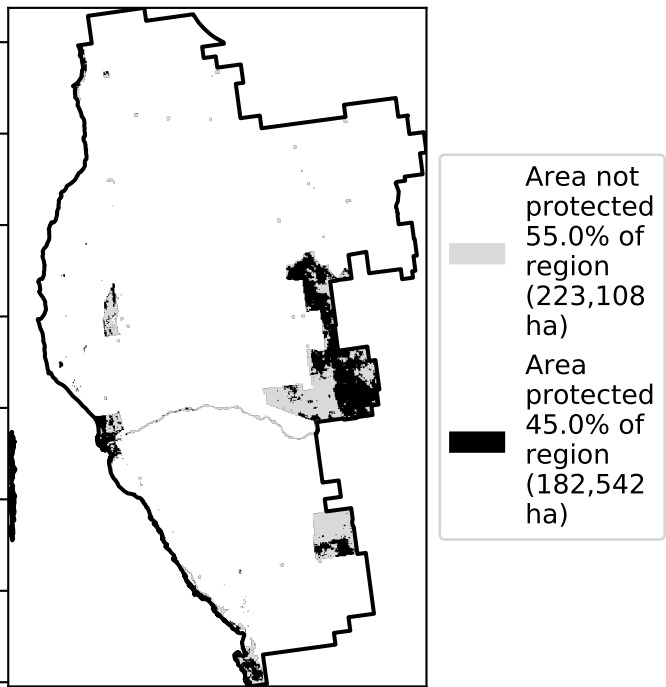 Area not
protected
55.0% of
region
(223,108
ha)
Area
protected
45.0% of
region
(182,542
ha)